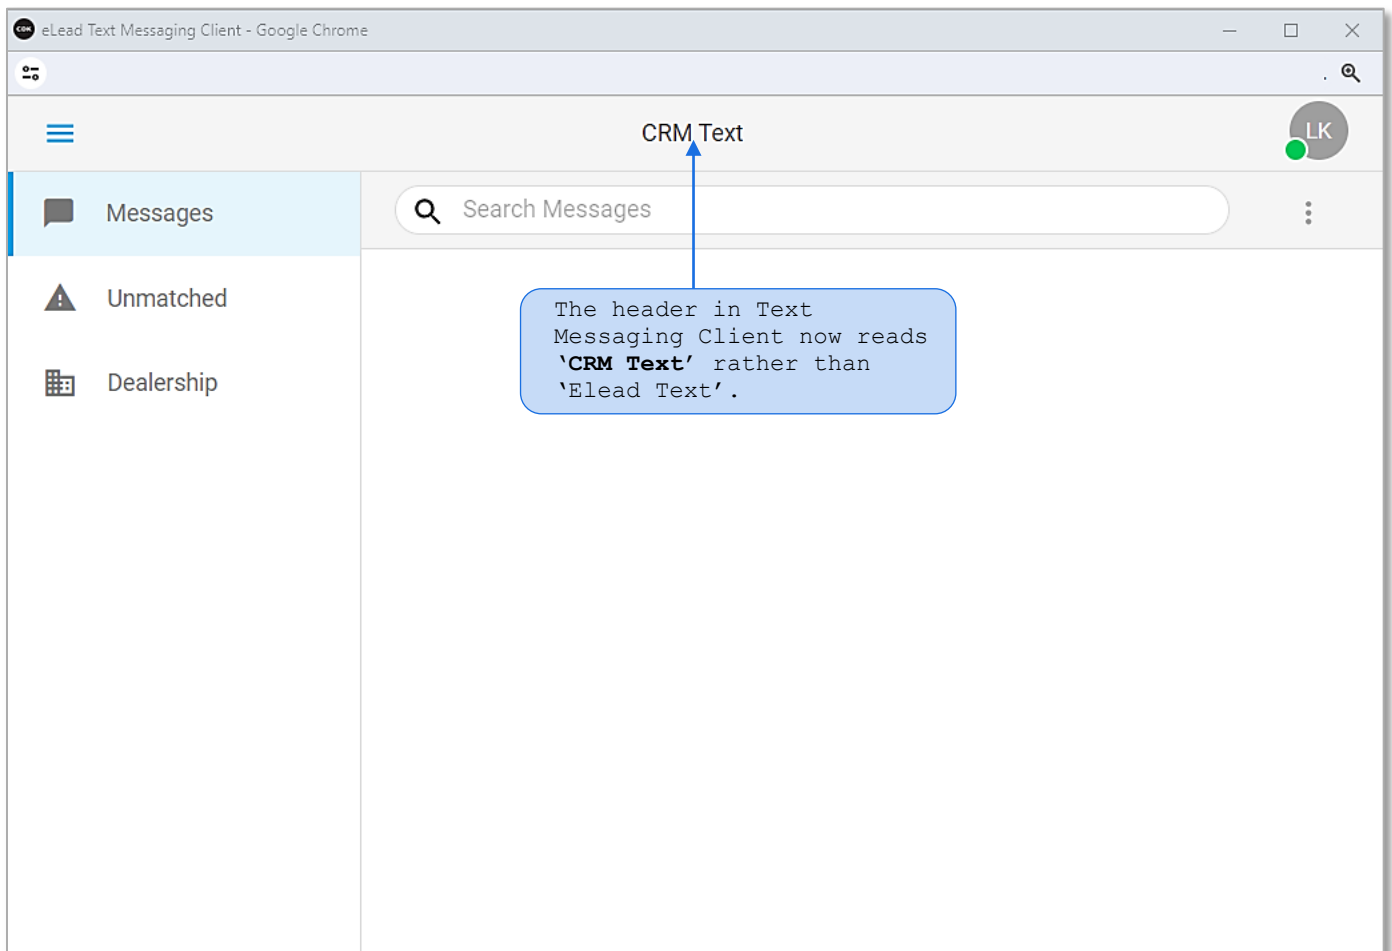 CDK eLead Text Messaging Client - Google Chrome
CRM Text
LK
Messages
Search Messages
Unmatched
The header in Text
Messaging Client now reads
‘CRM Text’ rather than
‘Elead Text’.
Dealership